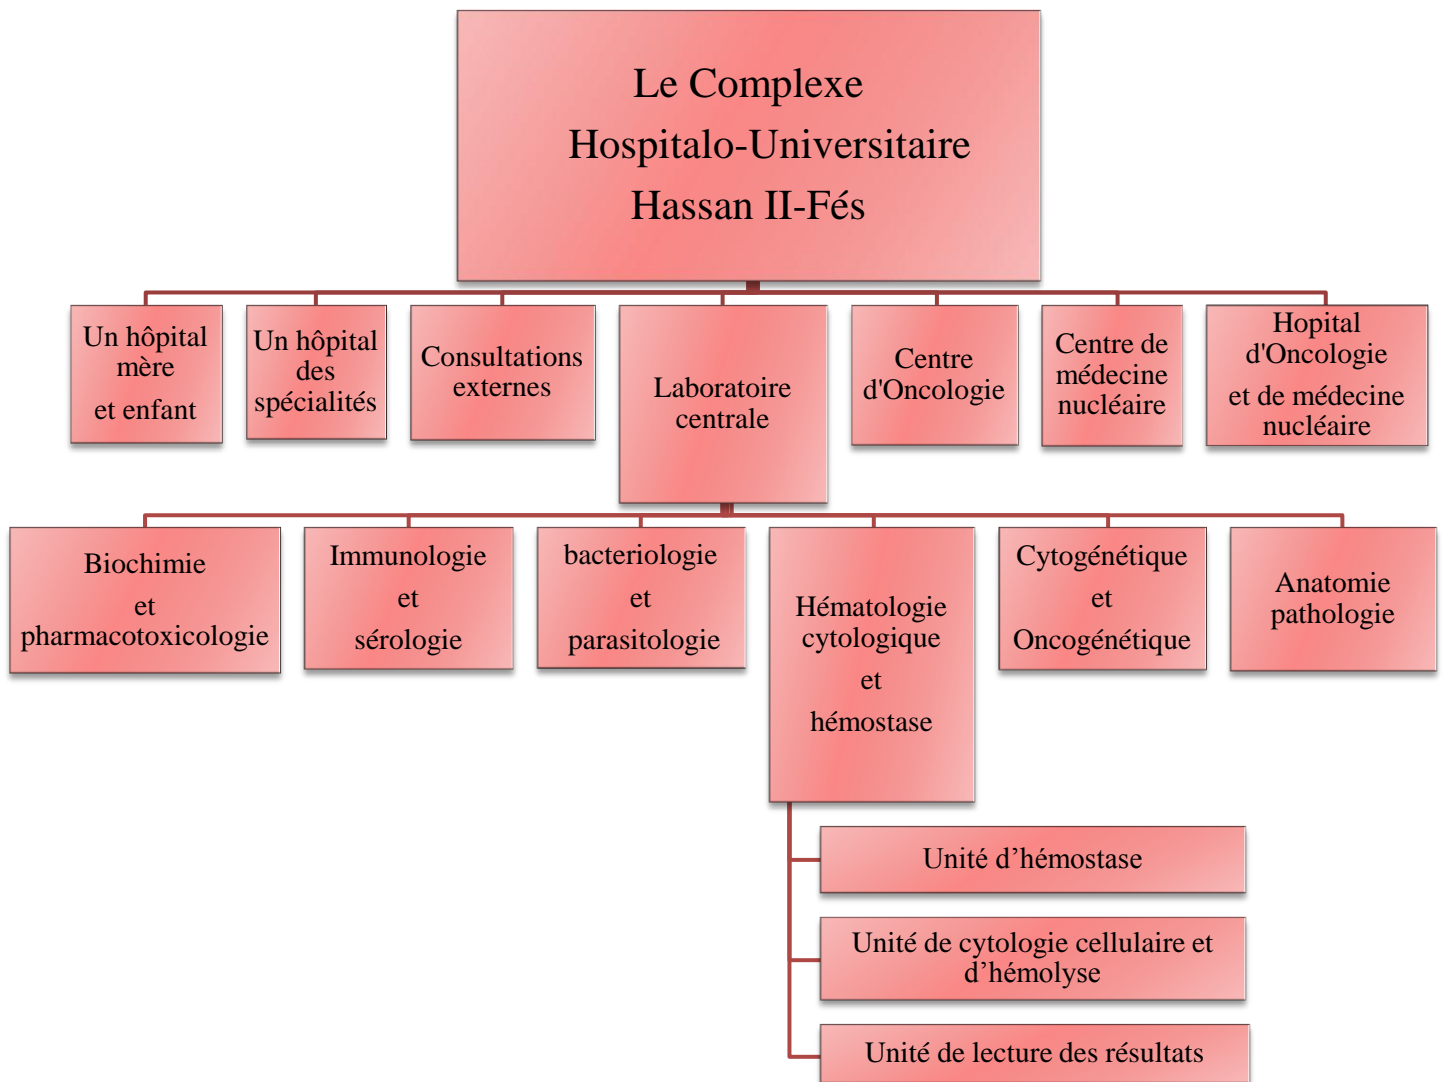 Le Complexe
Hospitalo-Universitaire
Hassan II-Fés
Un hôpital
mère
et enfant
Un hôpital
des
spécialités
Consultations
externes
Laboratoire
centrale
Centre
d'Oncologie
Centre de
médecine
nucléaire
Hopital
d'Oncologie
et de médecine
nucléaire
Biochimie
et
pharmacotoxicologie
Immunologie
et
sérologie
bacteriologie
et
parasitologie
Hématologie
cytologique
et
hémostase
Cytogénétique
et
Oncogénétique
Anatomie
pathologie
Unité d’hémostase
Unité de cytologie cellulaire et
d’hémolyse
Unité de lecture des résultats